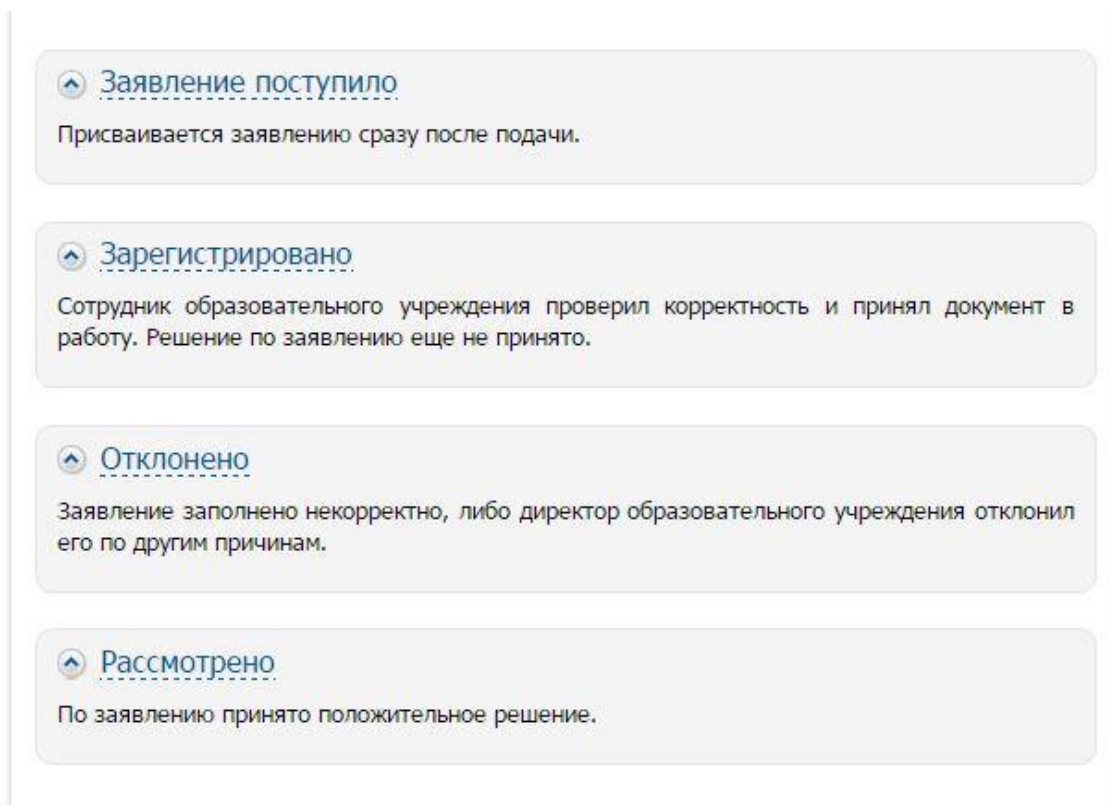 Заявление поступило
Присваивается заявлению сразу после подачи.
Зарегистрировано
Сотрудник образовательного учреждения проверил корректность и принял документ в
работу. Решение по заявлению еще не принято.
Отклонено
Заявление заполнено некорректно, либо директор образовательного учреждения отклонил
его по другим причинам.
Рассмотрено
По заявлению принято положительное решение.